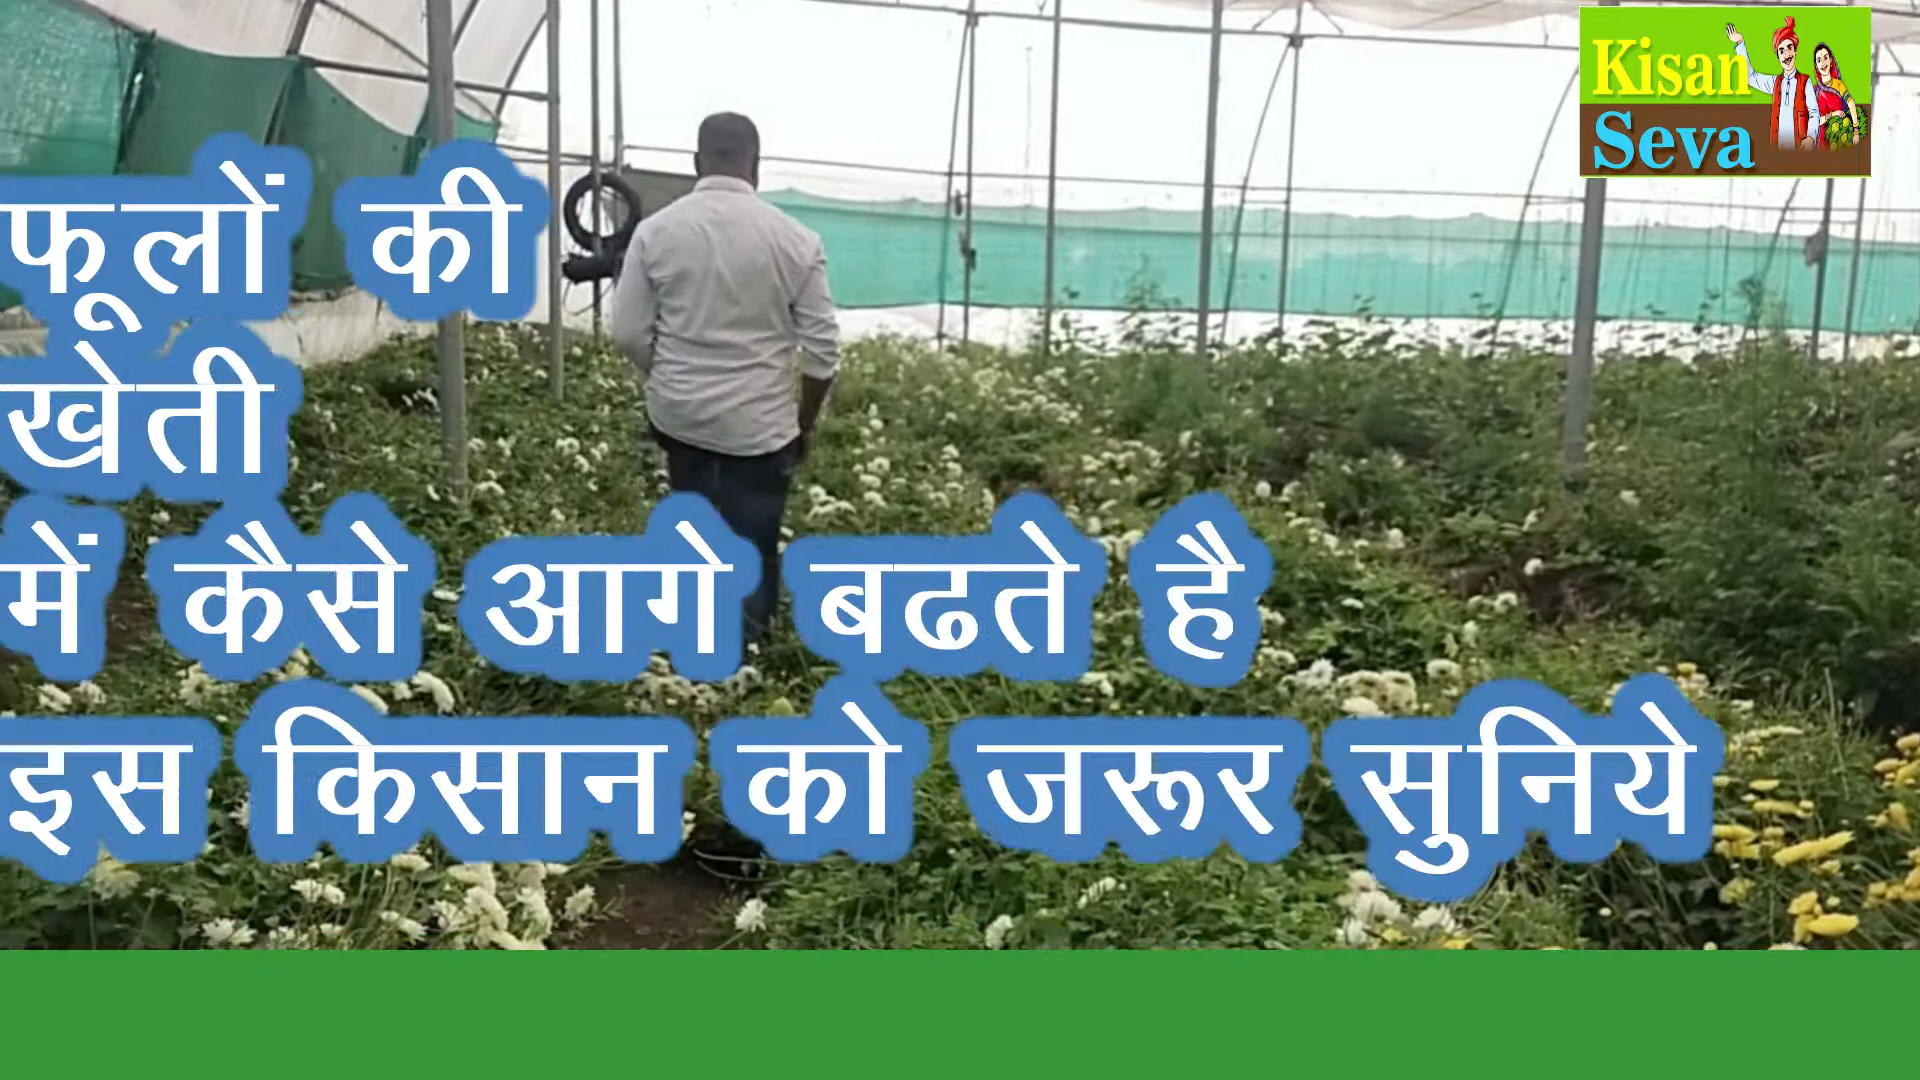 Kisan
Seva
फूलों की
खेती
में कैसे आगे बढते है
इस किसान को जरूर सुनिये